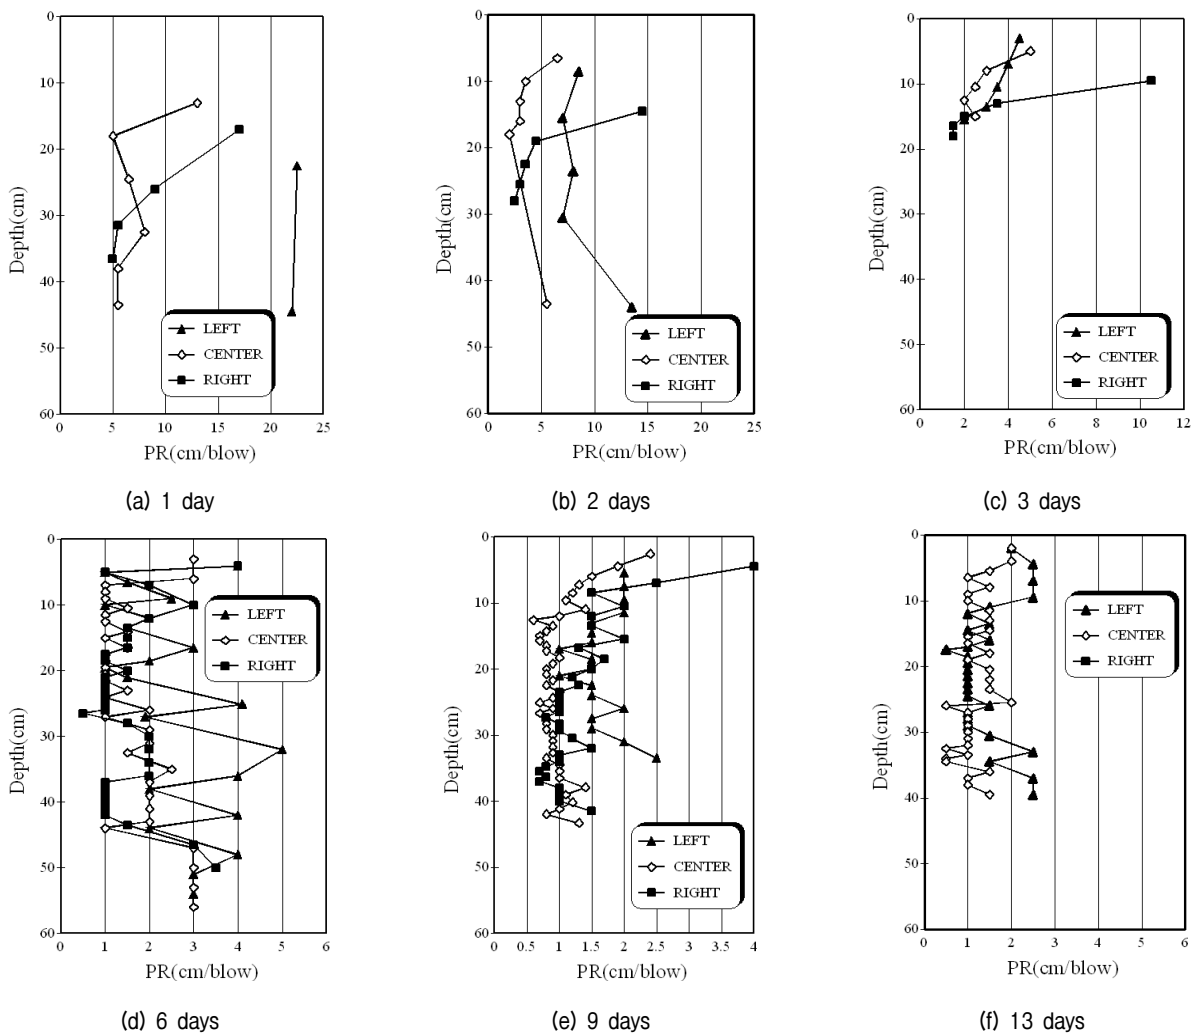 0
10
20
30
40
50
60
Depth(cm)
0 5 10 15 20 25
PR(cm/blow)
LEFT
CENTER
RIGHT
(a) 1 day
0
10
20
30
40
50
60
Depth(cm)
0 5 10 15 20 25
PR(cm/blow)
LEFT
CENTER
RIGHT
(b) 2 days
0
10
20
30
40
50
60
Depth(cm)
0 2 4 6 8 10 12
PR(cm/blow)
LEFT
CENTER
RIGHT
(c) 3 days
0
10
20
30
40
50
60
Depth(cm)
0 1 2 3 4 5 6
PR(cm/blow)
LEFT
CENTER
RIGHT
(d) 6 days
0
10
20
30
40
50
60
Depth(cm)
0 0.5 1 1.5 2 2.5 3 3.5 4
PR(cm/blow)
LEFT
CENTER
RIGHT
(e) 9 days
0
10
20
30
40
50
60
Depth(cm)
0 1 2 3 4 5 6
PR(cm/blow)
LEFT
CENTER
RIGHT
(f) 13 days